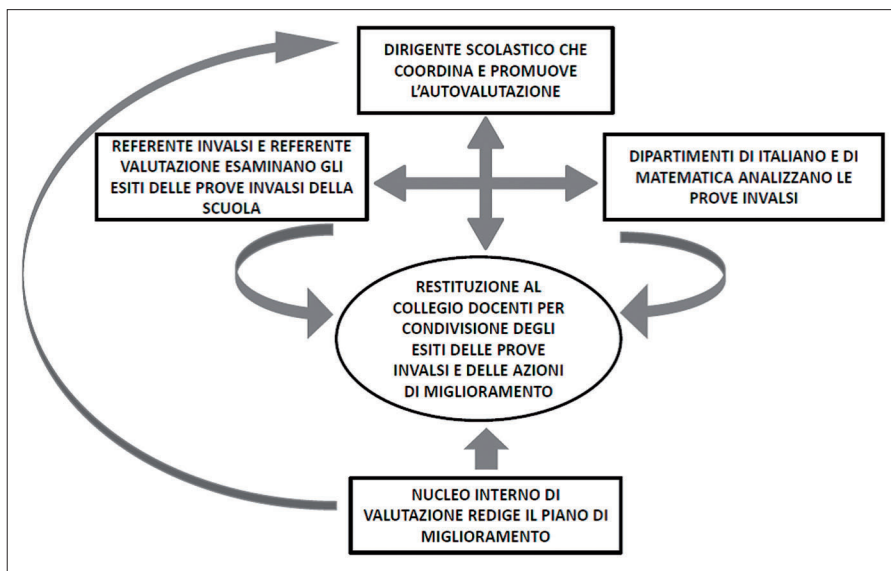 DIRIGENTE SCOLASTICO CHE
COORDINA E PROMUOVE
L'AUTOVALUTAZIONE
REFERENTE INVALSI E REFERENTE
VALUTAZIONE ESAMINANO GLI
ESITI DELLE PROVE INVALSI DELLA
SCUOLA
DIPARTIMENTI DI ITALIANO E DI
MATEMATICA ANALIZZANO LE
PROVE INVALSI
RESTITUZIONE AL
COLLEGIO DOCENTI PER
CONDIVISIONE DEGLI
ESITI DELLE PROVE
INVALSI E DELLE AZIONI
DI MIGLIORAMENTO
NUCLEO INTERNO DI
VALUTAZIONE REDIGE IL PIANO DI
MIGLIORAMENTO